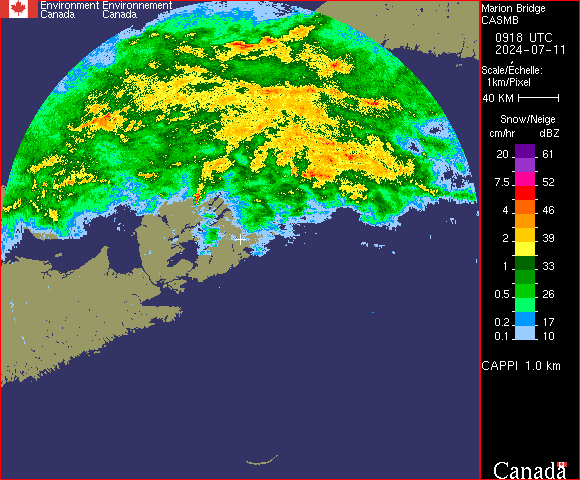 Environment Environnement
Canada Canada
Marion Bridge
CASMB
0918 UTC
2024-07-11
Scale/Échelle:
1km/Pixel
40 KM
Snow/Neige
cm/hr dBZ
20 61
57
7.5 52
4 46
2 39
1 33
0.5 26
0.2 17
0.1 10
CAPPI 1.0 km
Canada